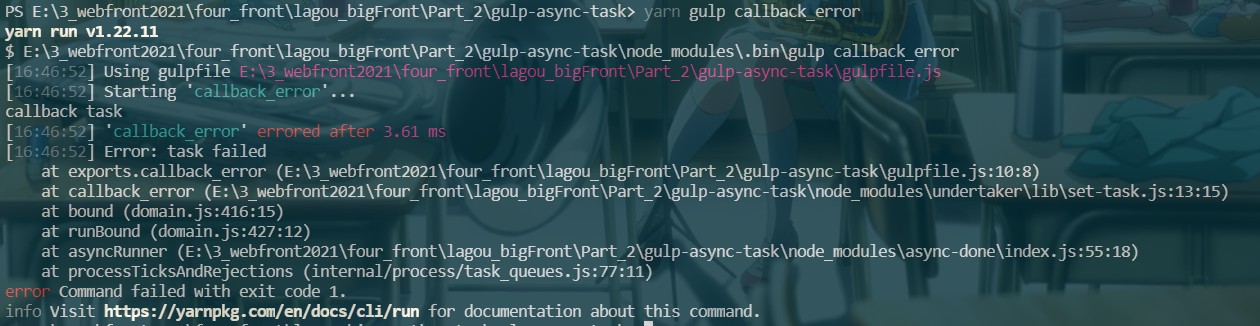 PS E:\3_webfront2021\four_front\lagou_bigFront\Part_2\gulp-async-task> yarn gulp callback_error
yarn run v1.22.11
$ E:\3_webfront2021\four_front\lagou_bigFront\Part_2\gulp-async-task\node_modules\.bin\gulp callback_error
[16:46:52] Using gulpfile E:\3_webfront2021\four_front\lagou_bigFront\Part_2\gulp-async-task\gulpfile.js
[16:46:52] Starting 'callback_error'...
callback task
[16:46:52] 'callback_error' errored after 3.61 ms
[16:46:52] Error: task failed
    at exports.callback_error (E:\3_webfront2021\four_front\lagou_bigFront\Part_2\gulp-async-task\gulpfile.js:10:8)
    at callback_error (E:\3_webfront2021\four_front\lagou_bigFront\Part_2\gulp-async-task\node_modules\undertaker\lib\set-task.js:13:15)
    at bound (domain.js:416:15)
    at runBound (domain.js:427:12)
    at asyncRunner (E:\3_webfront2021\four_front\lagou_bigFront\Part_2\gulp-async-task\node_modules\async-done\index.js:55:18)
    at processTicksAndRejections (internal/process/task_queues.js:77:11)
error Command failed with exit code 1.
info Visit https://yarnpkg.com/en/docs/cli/run for documentation about this command.